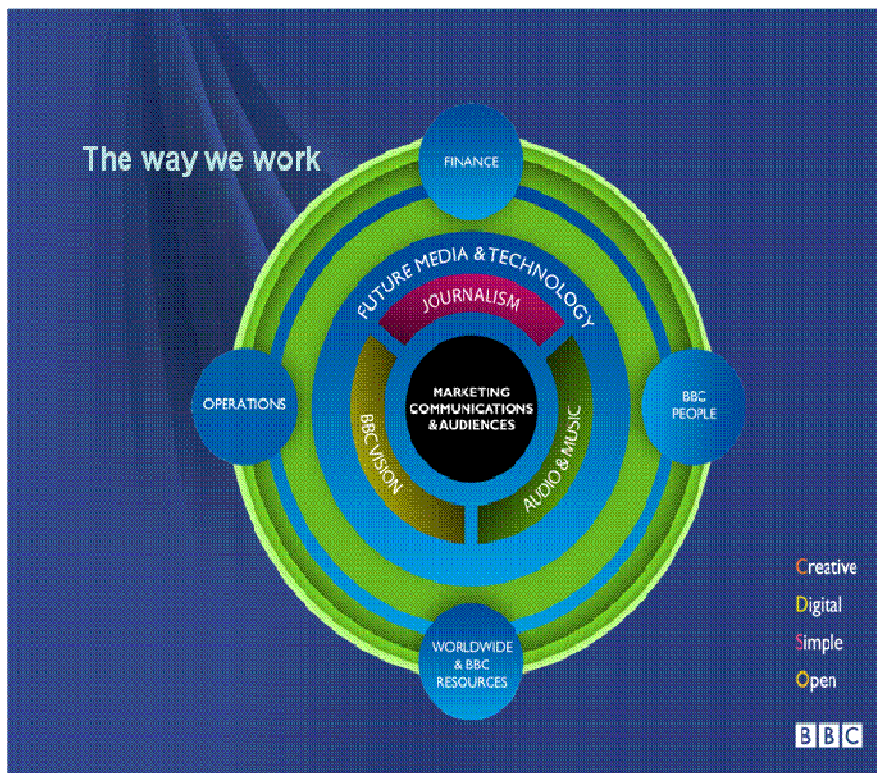 The way we work
FINANCE
FUTURE MEDIA & TECHNOLOGY
JOURNALISM
OPERATIONS
MARKETING
COMMUNICATIONS
& AUDIENCES
BBC
PEOPLE
BBC VISION
AUDIO & MUSIC
WORLDWIDE
& BBC
RESOURCES
Creative
Digital
Simple
Open
BBC